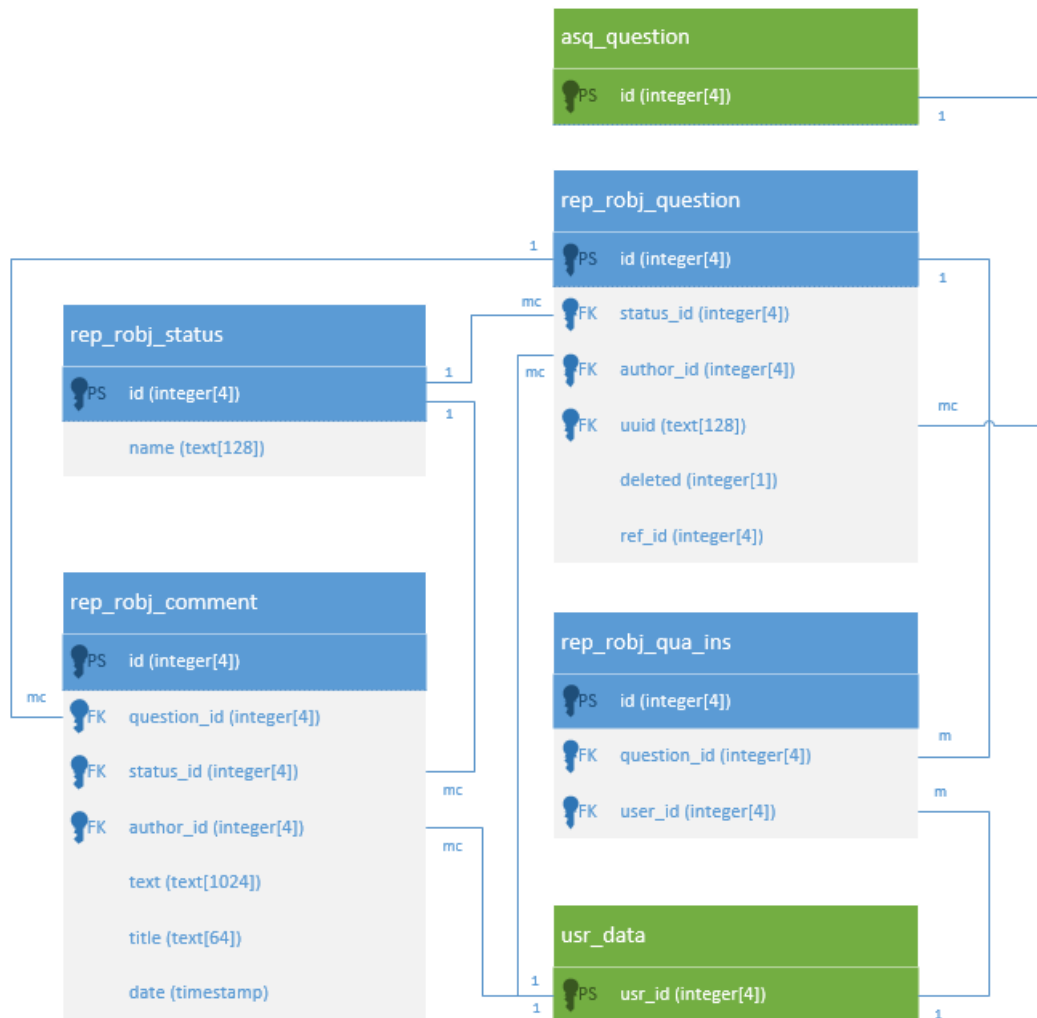 asq_question
PS id (integer[4])
1
rep_robj_question
1
PS id (integer[4])
1
mc
FK status_id (integer[4])
mc
FK author_id (integer[4])
FK uuid (text[128])
mc
deleted (integer[1])
ref_id (integer[4])
rep_robj_status
1
PS id (integer[4])
1
name (text[128])
rep_robj_comment
PS id (integer[4])
mc
FK question_id (integer[4])
FK status_id (integer[4])
mc
FK author_id (integer[4])
mc
text (text[1024])
title (text[64])
date (timestamp)
rep_robj_qua_ins
PS id (integer[4])
m
FK question_id (integer[4])
m
FK user_id (integer[4])
usr_data
1
PS usr_id (integer[4])
1
1